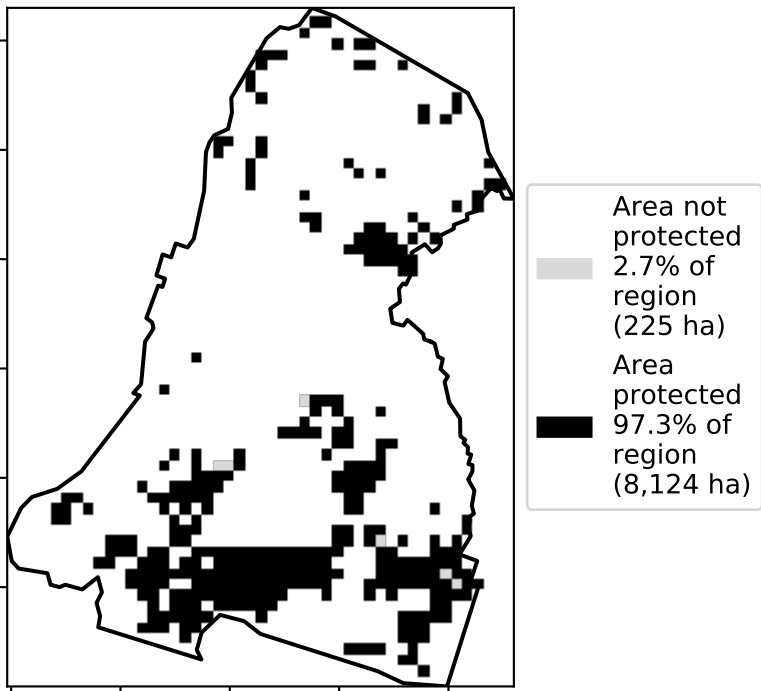 Area not
protected
2.7% of
region
(225 ha)
Area
protected
97.3% of
region
(8,124 ha)